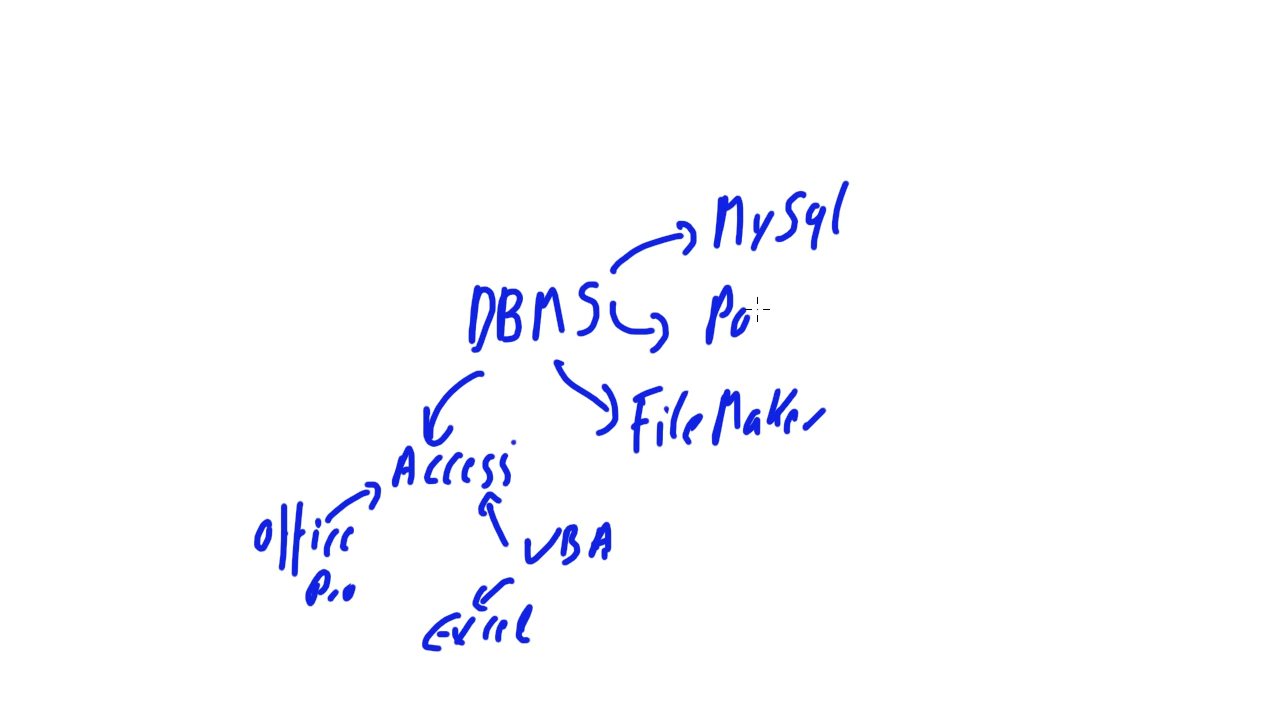 MySql
DBMS
Po
FileMaker
Access
Office
Pro
VBA
Excel